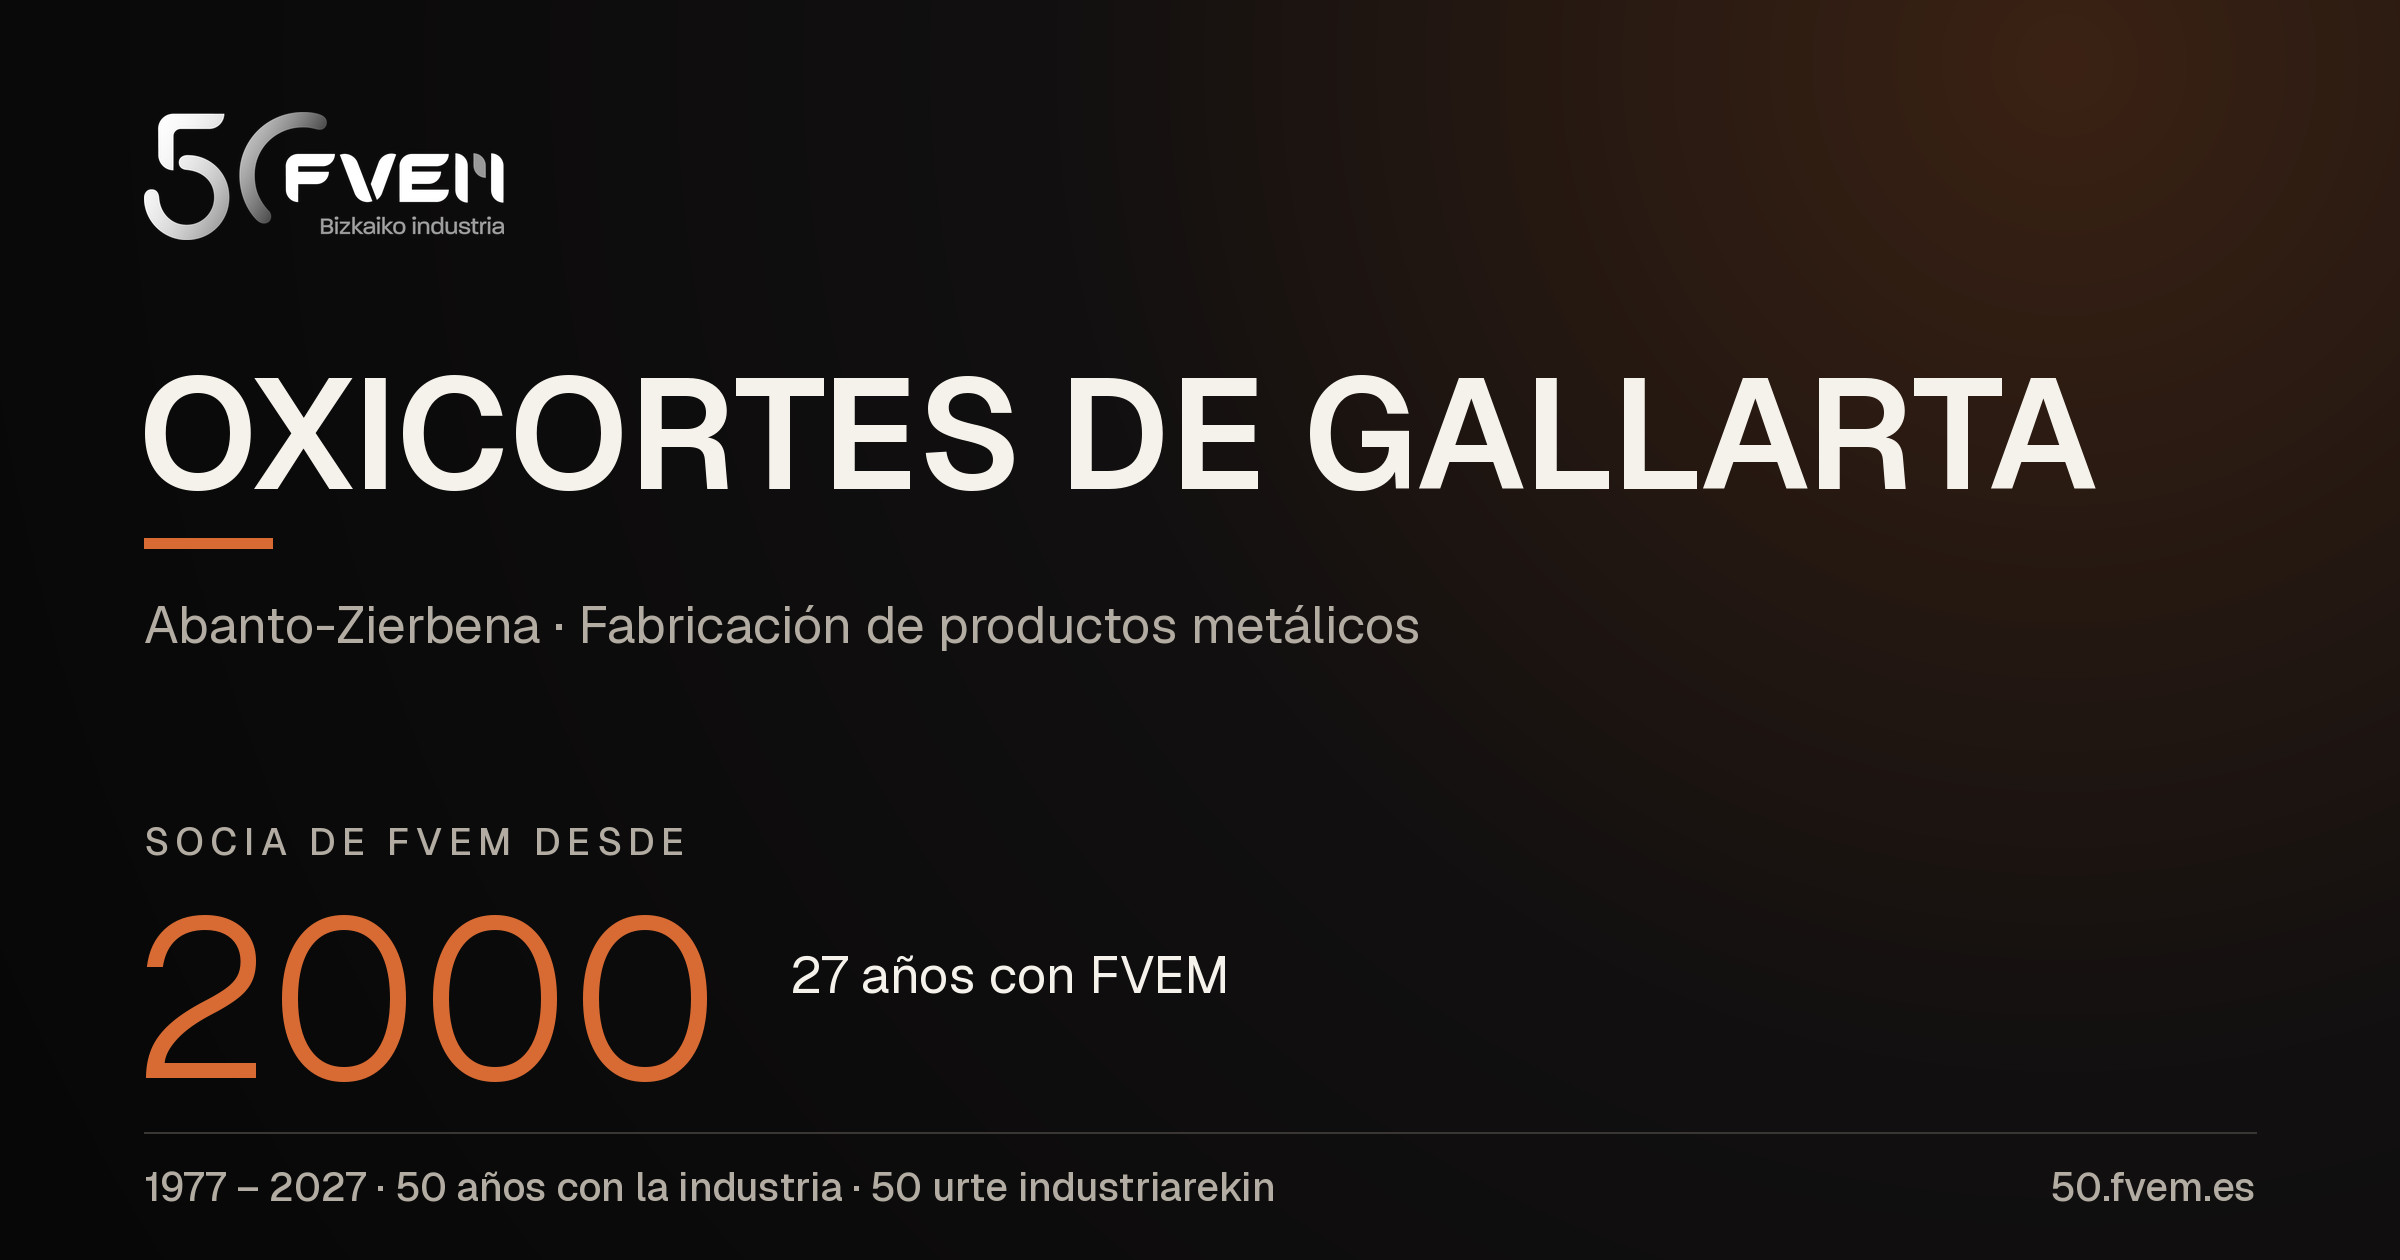 50 FVEM
Bizkaiko industria
OXICORTES DE GALLARTA
Abanto-Zierbena · Fabricación de productos metálicos
SOCIA DE FVEM DESDE
2000
27 años con FVEM
1977 – 2027 · 50 años con la industria · 50 urte industriarekin
50.fvem.es